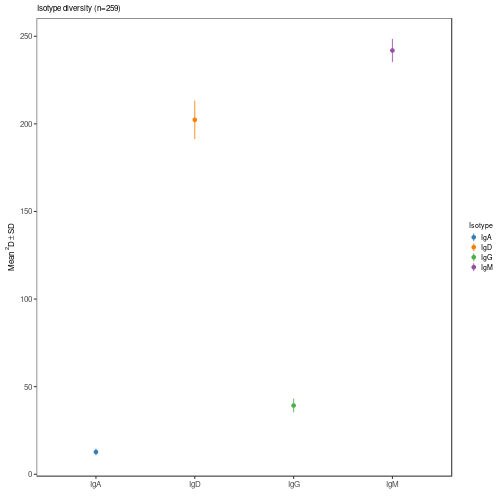 Isotype diversity (n=259)
250
200
150
100
50
0
Mean ²D ± SD
IgA
IgD
IgG
IgM
Isotype
IgA
IgD
IgG
IgM